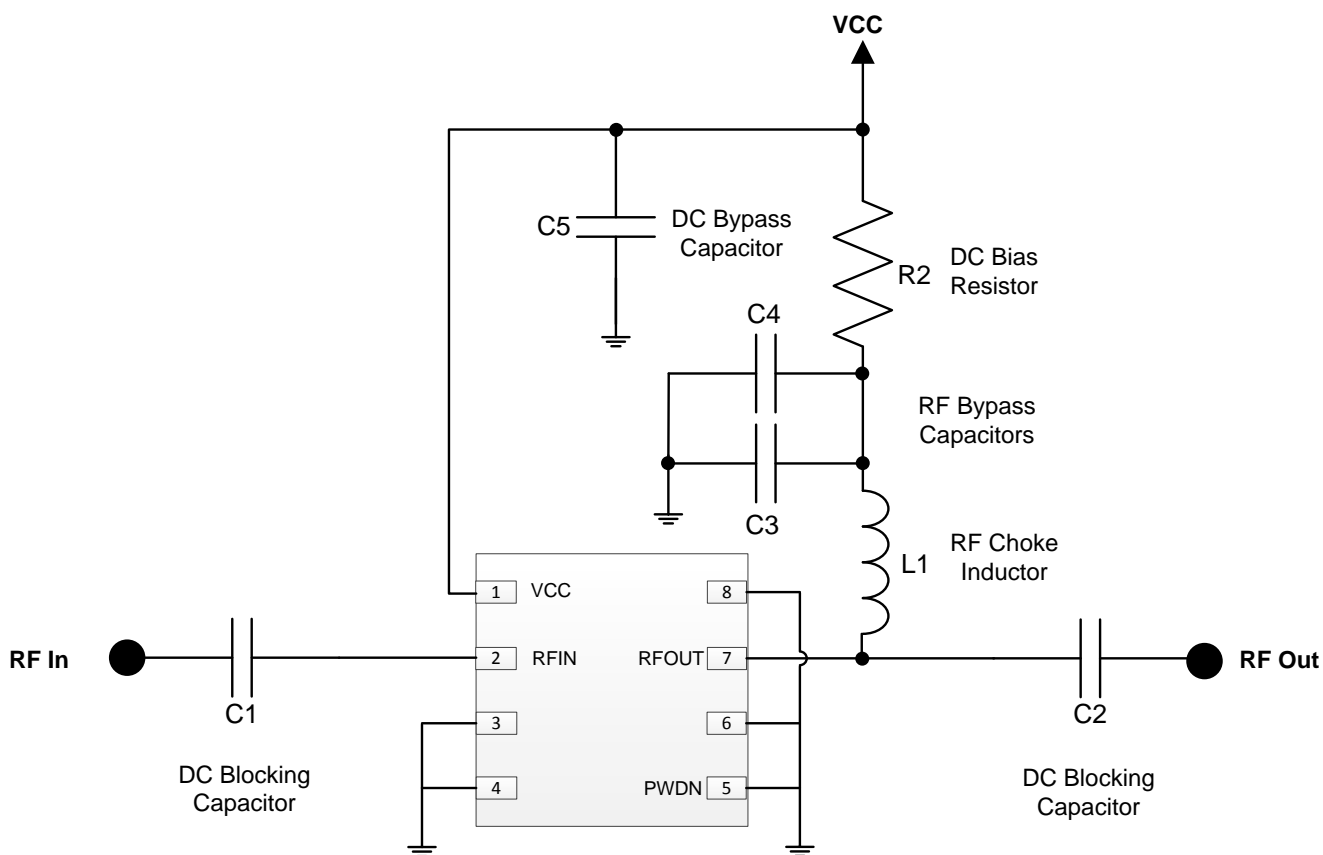 VCC
C5
DC Bypass
Capacitor
R2
DC Bias
Resistor
C4
RF Bypass
Capacitors
C3
L1
RF Choke
Inductor
1
VCC
8
RF In
2
RFIN
RFOUT
7
RF Out
C1
3
6
C2
DC Blocking
Capacitor
4
PWDN
5
DC Blocking
Capacitor